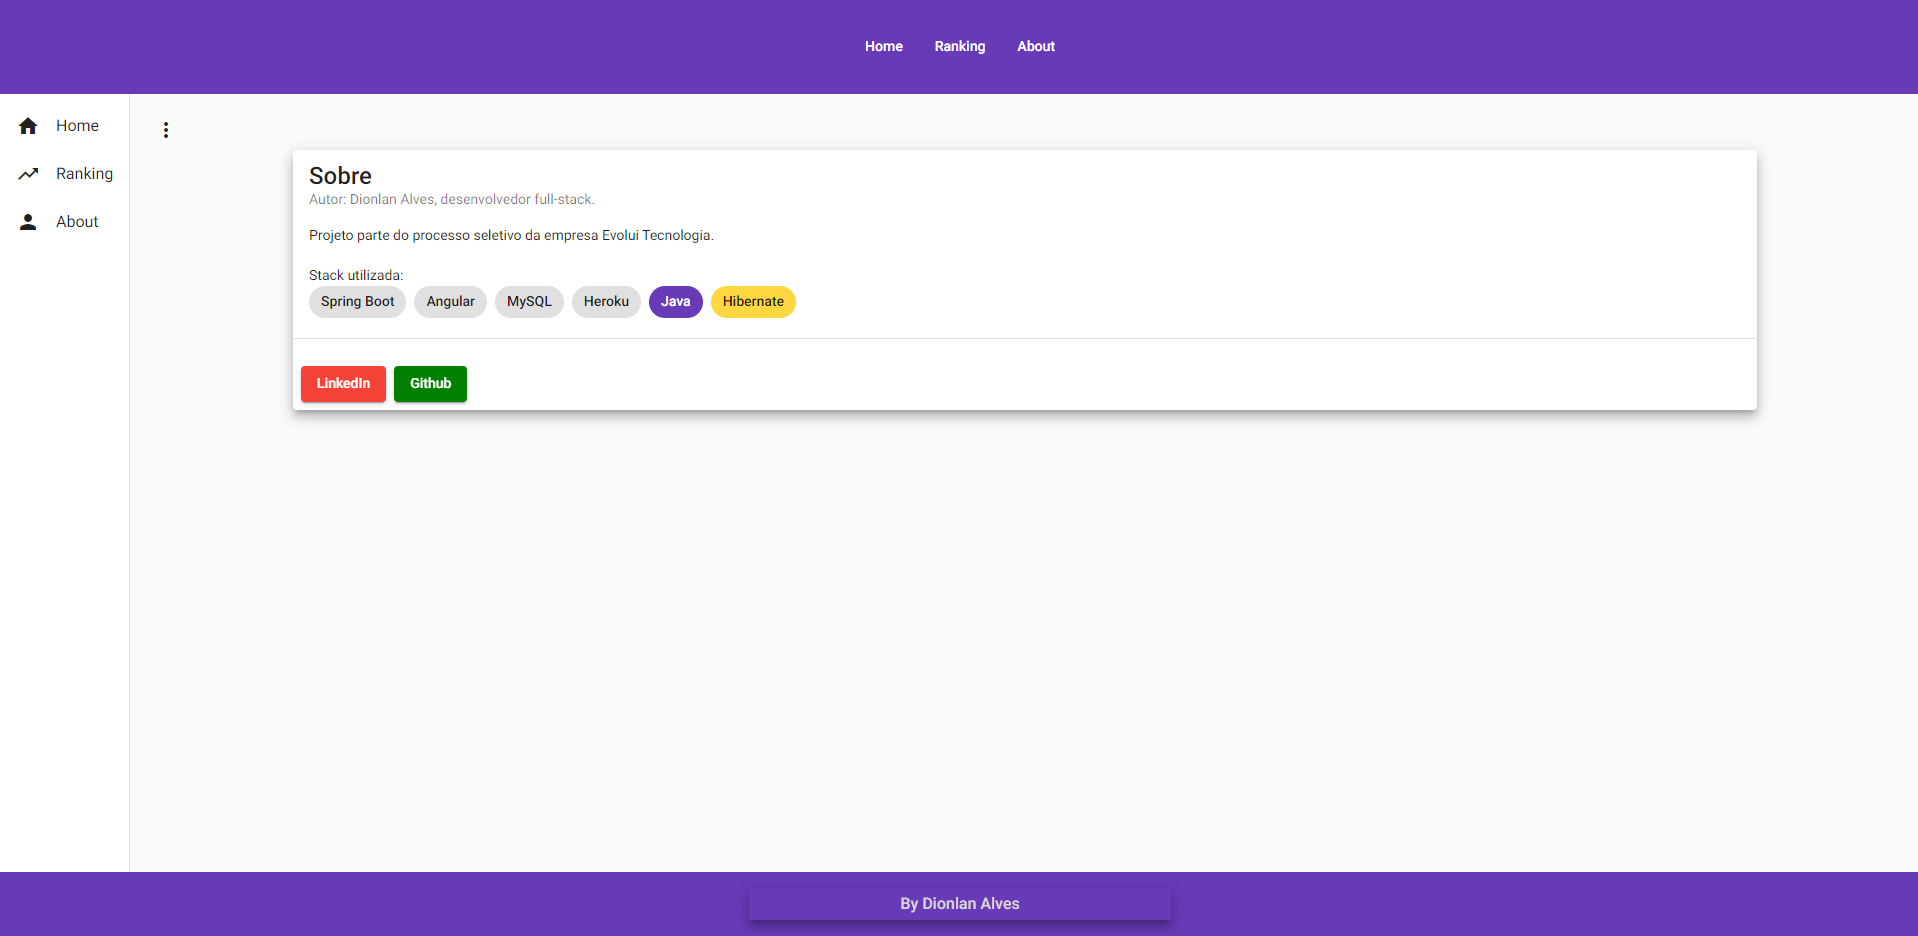 Home Ranking About
Home
Ranking
About
Sobre
Autor: Dionlan Alves, desenvolvedor full-stack.
Projeto parte do processo seletivo da empresa Evolui Tecnologia.
Stack utilizada:
Spring Boot Angular MySQL Heroku Java Hibernate
LinkedIn Github
By Dionlan Alves